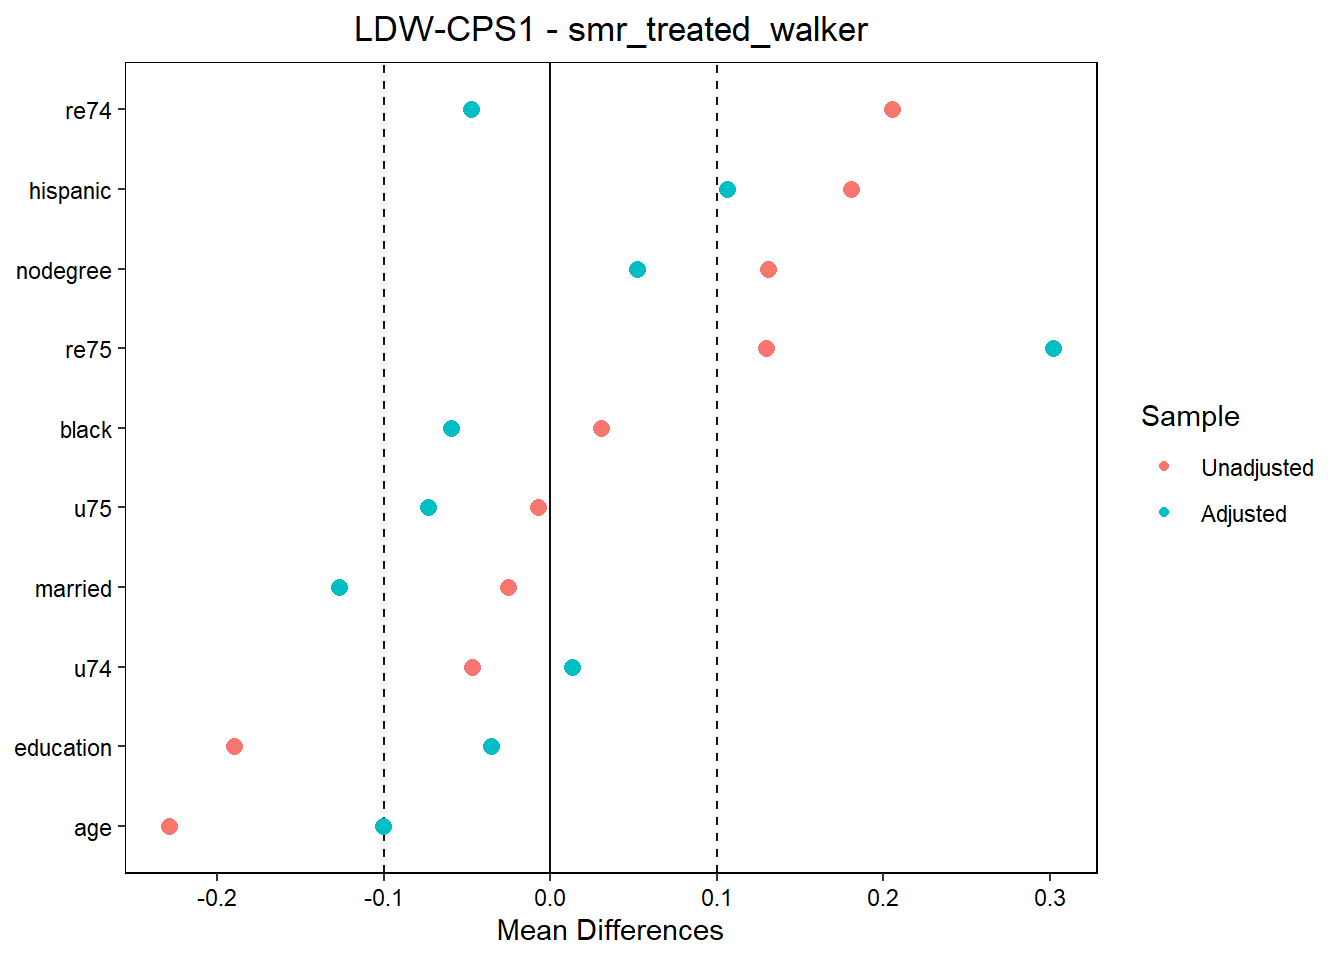 LDW-CPS1 - smr_treated_walker
re74
hispanic
nodegree
re75
black
u75
married
u74
education
age
-0.2 -0.1 0.0 0.1 0.2 0.3
Mean Differences
Sample
Unadjusted
Adjusted